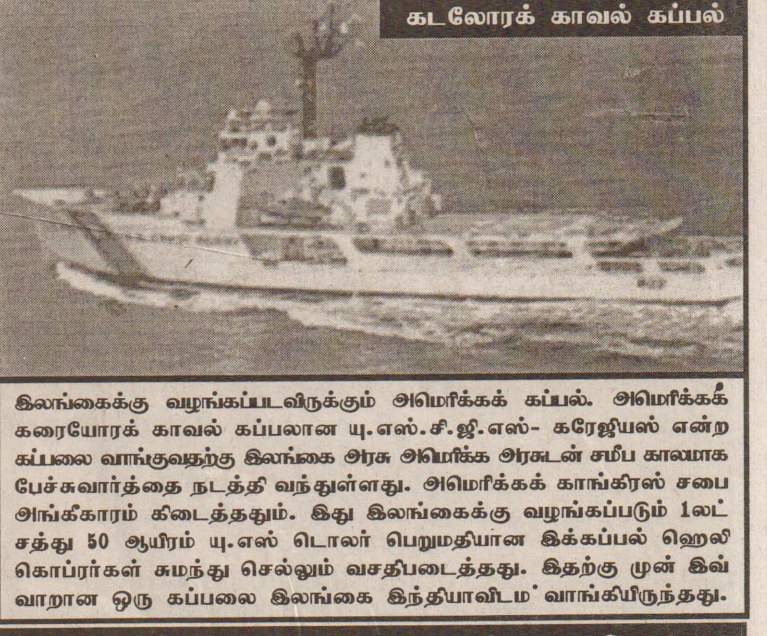 கடலோரக் காவல் கப்பல்
இலங்கைக்கு வழங்கப்படவிருக்கும் அமெரிக்கக் கப்பல். அமெரிக்கக்
கரையோரக் காவல் கப்பலான யு.எஸ்.சி.ஜி.எஸ்- கரேஜியஸ் என்ற
கப்பலை வாங்குவதற்கு இலங்கை அரசு அமெரிக்க அரசுடன் சமீப காலமாக
பேச்சுவார்த்தை நடத்தி வந்துள்ளது. அமெரிக்கக் காங்கிரஸ் சபை
அங்கீகாரம் கிடைத்ததும். இது இலங்கைக்கு வழங்கப்படும் 1லட்
சத்து 50 ஆயிரம் யு.எஸ் டொலர் பெறுமதியான இக்கப்பல் ஹெலி
கொப்ரர்கள் சுமந்து செல்லும் வசதிபடைத்தது. இதற்கு முன் இவ்
வாறான ஒரு கப்பலை இலங்கை இந்தியாவிடம் வாங்கியிருந்தது.